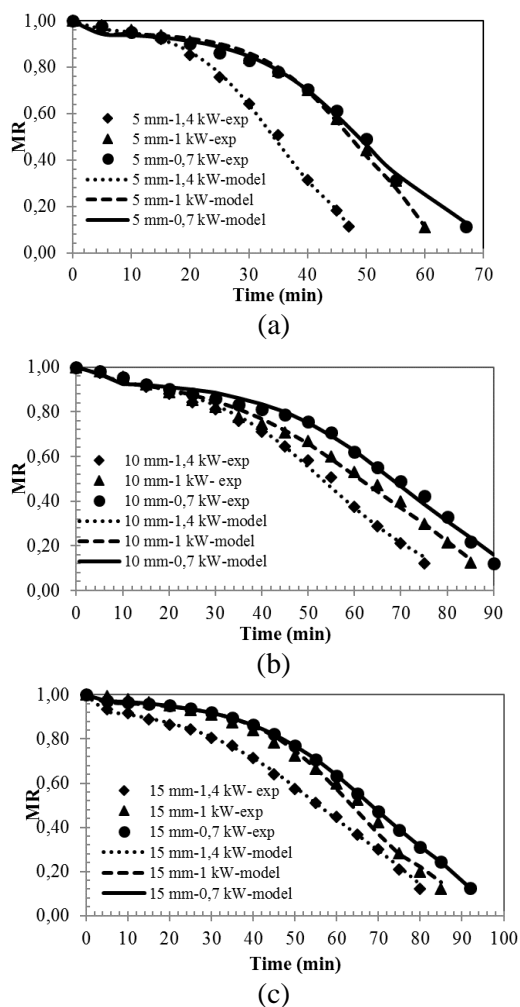 1,00
0,80
0,60
0,40
0,20
0,00
MR
5 mm-1,4 kW-exp
5 mm-1 kW-exp
5 mm-0,7 kW-exp
5 mm-1,4 kW-model
5 mm-1 kW-model
5 mm-0,7 kW-model
0 10 20 30 40 50 60 70
Time (min)
(a)
1,00
0,80
0,60
0,40
0,20
0,00
MR
10 mm-1,4 kW-exp
10 mm-1 kW- exp
10 mm-0,7 kW-exp
10 mm-1,4 kW-model
10 mm-1 kW-model
10 mm-0,7 kW-model
0 10 20 30 40 50 60 70 80 90
Time (min)
(b)
1,00
0,80
0,60
0,40
0,20
0,00
MR
15 mm-1,4 kW- exp
15 mm-1 kW-exp
15 mm-0,7 kW-exp
15 mm-1,4 kW-model
15 mm-1 kW-model
15 mm-0,7 kW-model
0 10 20 30 40 50 60 70 80 90 100
Time (min)
(c)